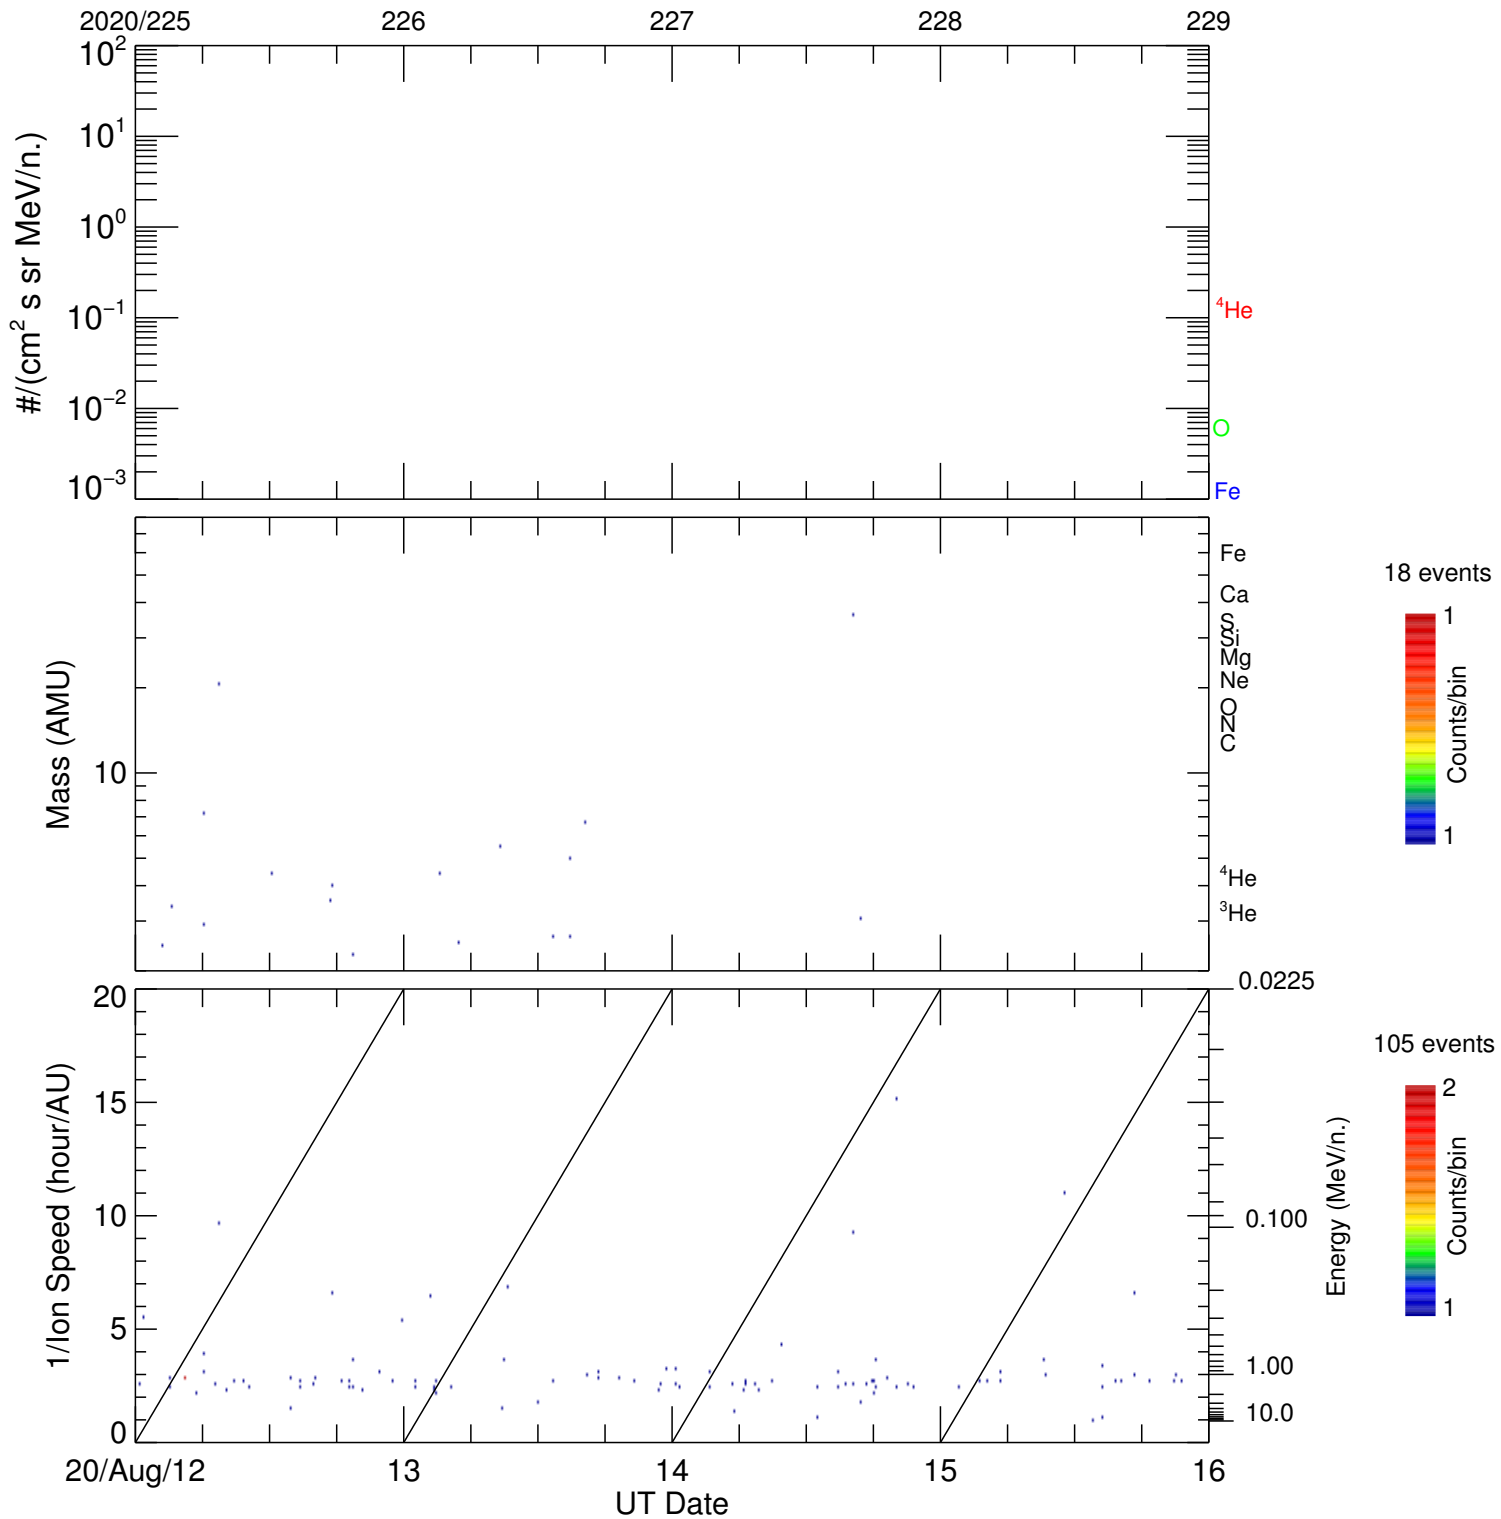 2020/225 226 227 228 229
10²
10¹
10⁰
10⁻¹
10⁻²
10⁻³
#/(cm² s sr MeV/n.)
⁴He
O
Fe
Mass (AMU)
10
Fe
Ca
S
Si
Mg
Ne
O
N
C
⁴He
³He
18 events
1
Counts/bin
1
1/Ion Speed (hour/AU)
20
15
10
5
0
0.0225
0.100
1.00
10.0
Energy (MeV/n.)
105 events
2
Counts/bin
1
20/Aug/12 13 14 15 16
UT Date